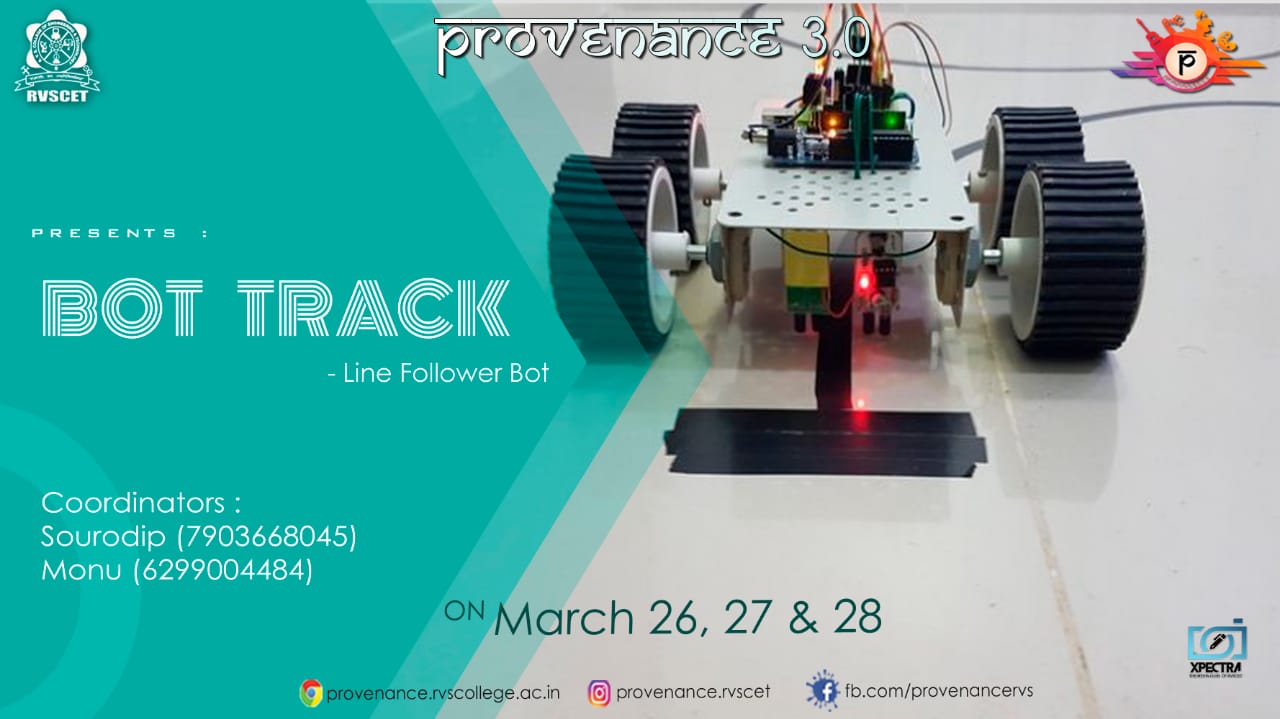 RVSCET
PROVENANCE 3.0
PRESENTS :
BOT TRACK
- Line Follower Bot
Coordinators :
Sourodip (7903668045)
Monu (6299004484)
ON March 26, 27 & 28
XPECTRA
provenance.rvscollege.ac.in
provenance.rvscet
fb.com/provenancervs